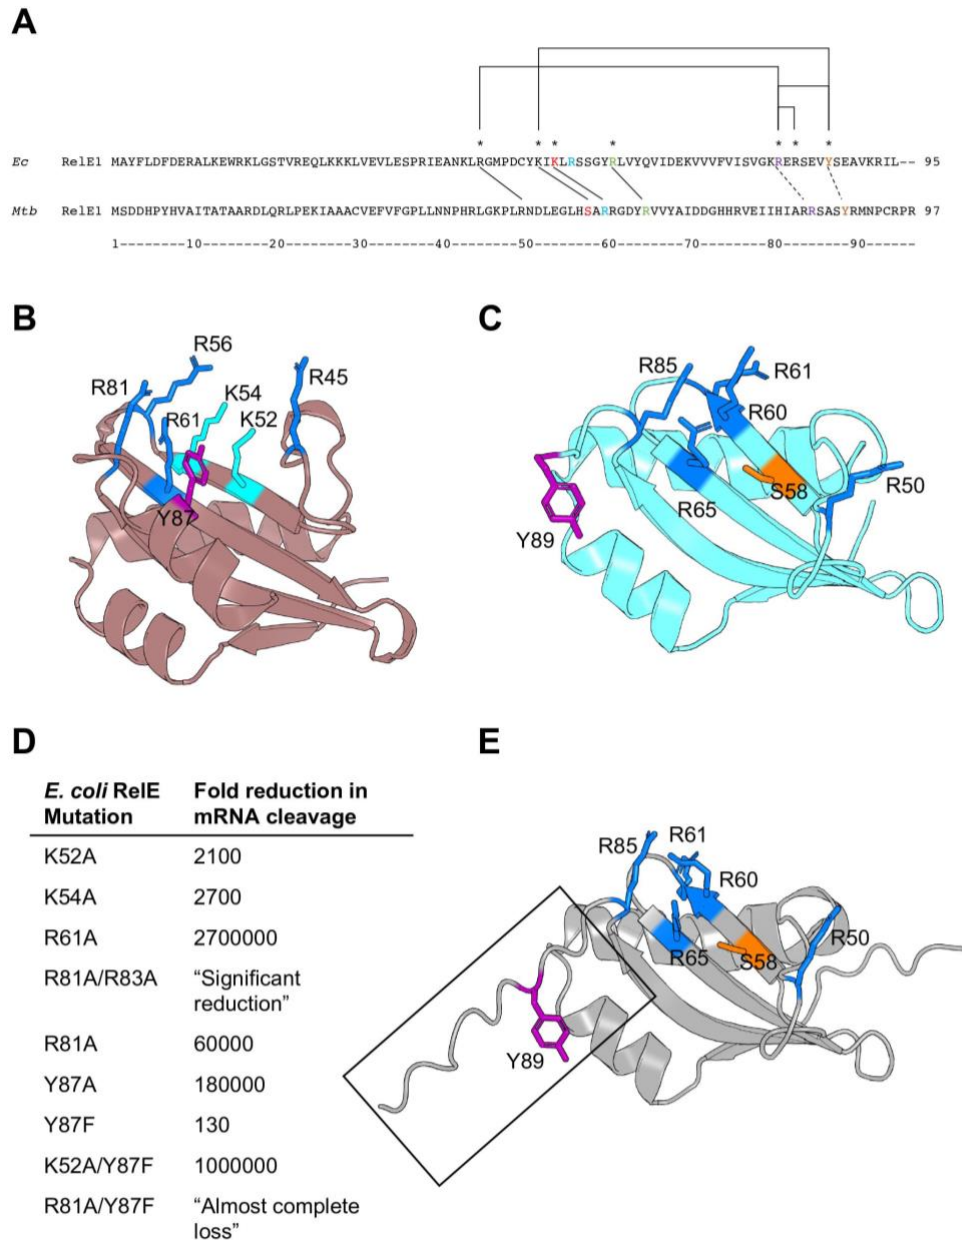 A
* * * * * * *
Ec RelE1 MAYFLDFDERALKEWRKLGSTVREQLKKKLVEVLESPRIEANKLRGMPDCYKIKLRSSGYRLVYQVIDEKVVVFVISVGKRERSEVYSEAVKRIL-- 95
Mtb RelE1 MSDDHPYHVAITATAARDLQRLPEKIAAACVEFVFGPLLNNPHRLGKPLRNDLEGLHSARRGDYRVVYAIDDGHHRVEIIHIARRSASYRMNPCRPR 97
1------10--------20--------30--------40--------50--------60--------70--------80--------90------
B
C
R56
R81
K54
R45
R61
K52
Y87
R85
R61
R60
S58
R50
R65
Y89
D
E
E. coli RelE Mutation
Fold reduction in mRNA cleavage
K52A 2100
K54A 2700
R61A 2700000
R81A/R83A “Significant
reduction”
R81A 60000
Y87A 180000
Y87F 130
K52A/Y87F 1000000
R81A/Y87F “Almost complete
loss”
R85
R61
R60
R50
R65
S58
Y89